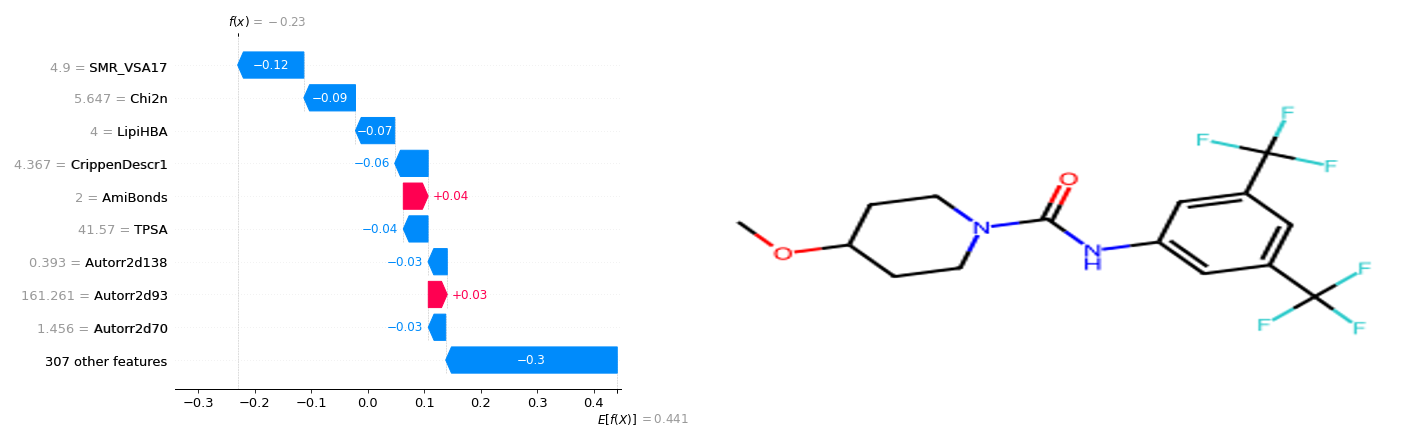 f(x) = −0.23
4.9 = SMR_VSA17
−0.12
5.647 = Chi2n
−0.09
4 = LipiHBA
−0.07
4.367 = CrippenDescr1
−0.06
2 = AmiBonds
+0.04
41.57 = TPSA
−0.04
0.393 = Autorr2d138
−0.03
161.261 = Autorr2d93
+0.03
1.456 = Autorr2d70
−0.03
307 other features
−0.3
−0.3 −0.2 −0.1 0.0 0.1 0.2 0.3 0.4
E[f(X)] = 0.441
F
F
F
O
N
O
N
H
F
F
F